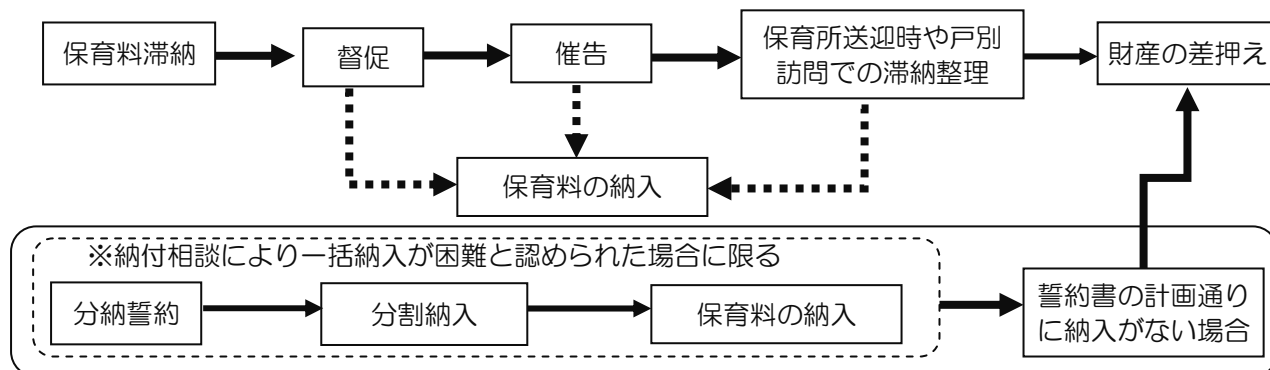 保育料滞納
督促
催告
保育所送迎時や戸別
訪問での滞納整理
財産の差押え
保育料の納入
※納付相談により一括納入が困難と認められた場合に限る
分納誓約
分割納入
保育料の納入
誓約書の計画通り
に納入がない場合